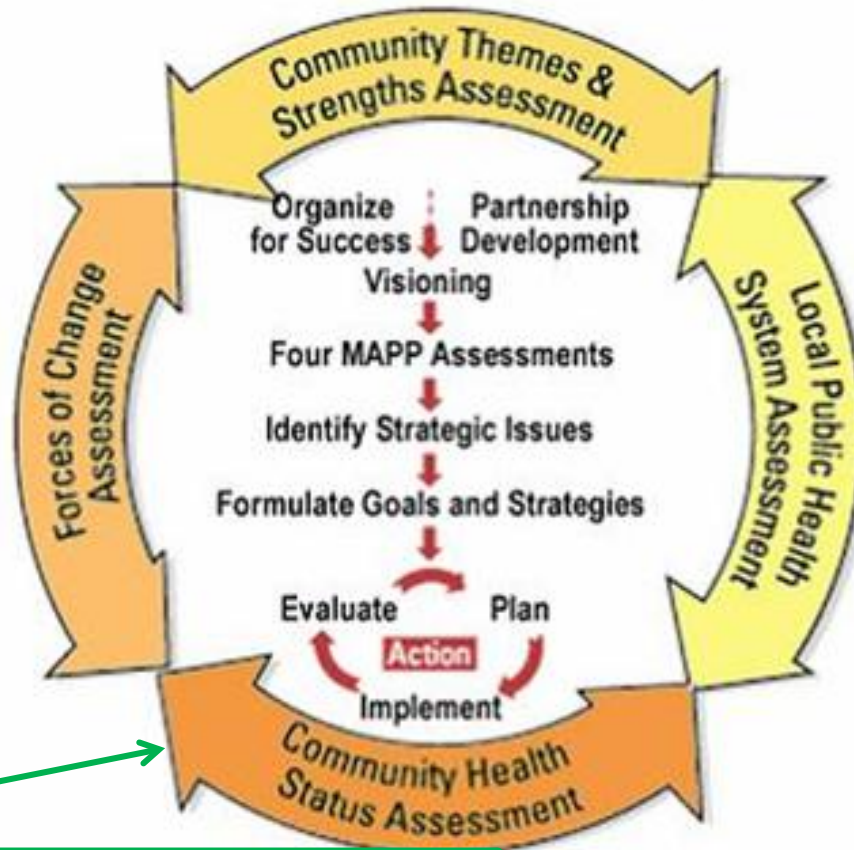 Community Themes &
Strengths Assessment
Organize
for Success
Partnership
Development
Visioning
Four MAPP Assessments
Identify Strategic Issues
Formulate Goals and Strategies
Evaluate
Plan
Action
Implement
Forces of Change
Assessment
Local Public Health
System Assessment
Community Health
Status Assessment